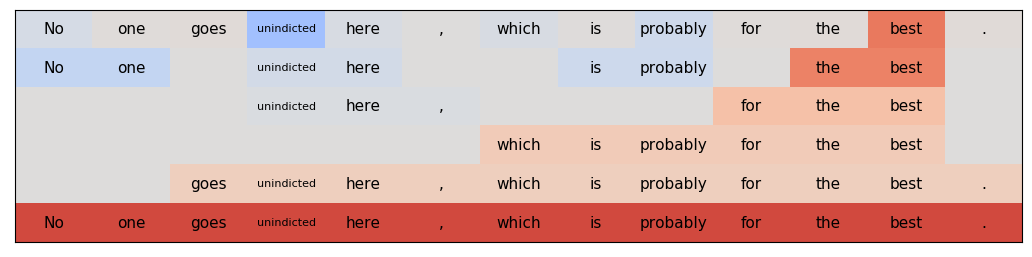 No one goes unindicted here , which is probably for the best .
No one unindicted here is probably the best
unindicted here , for the best
which is probably for the best
goes unindicted here , which is probably for the best .
No one goes unindicted here , which is probably for the best .